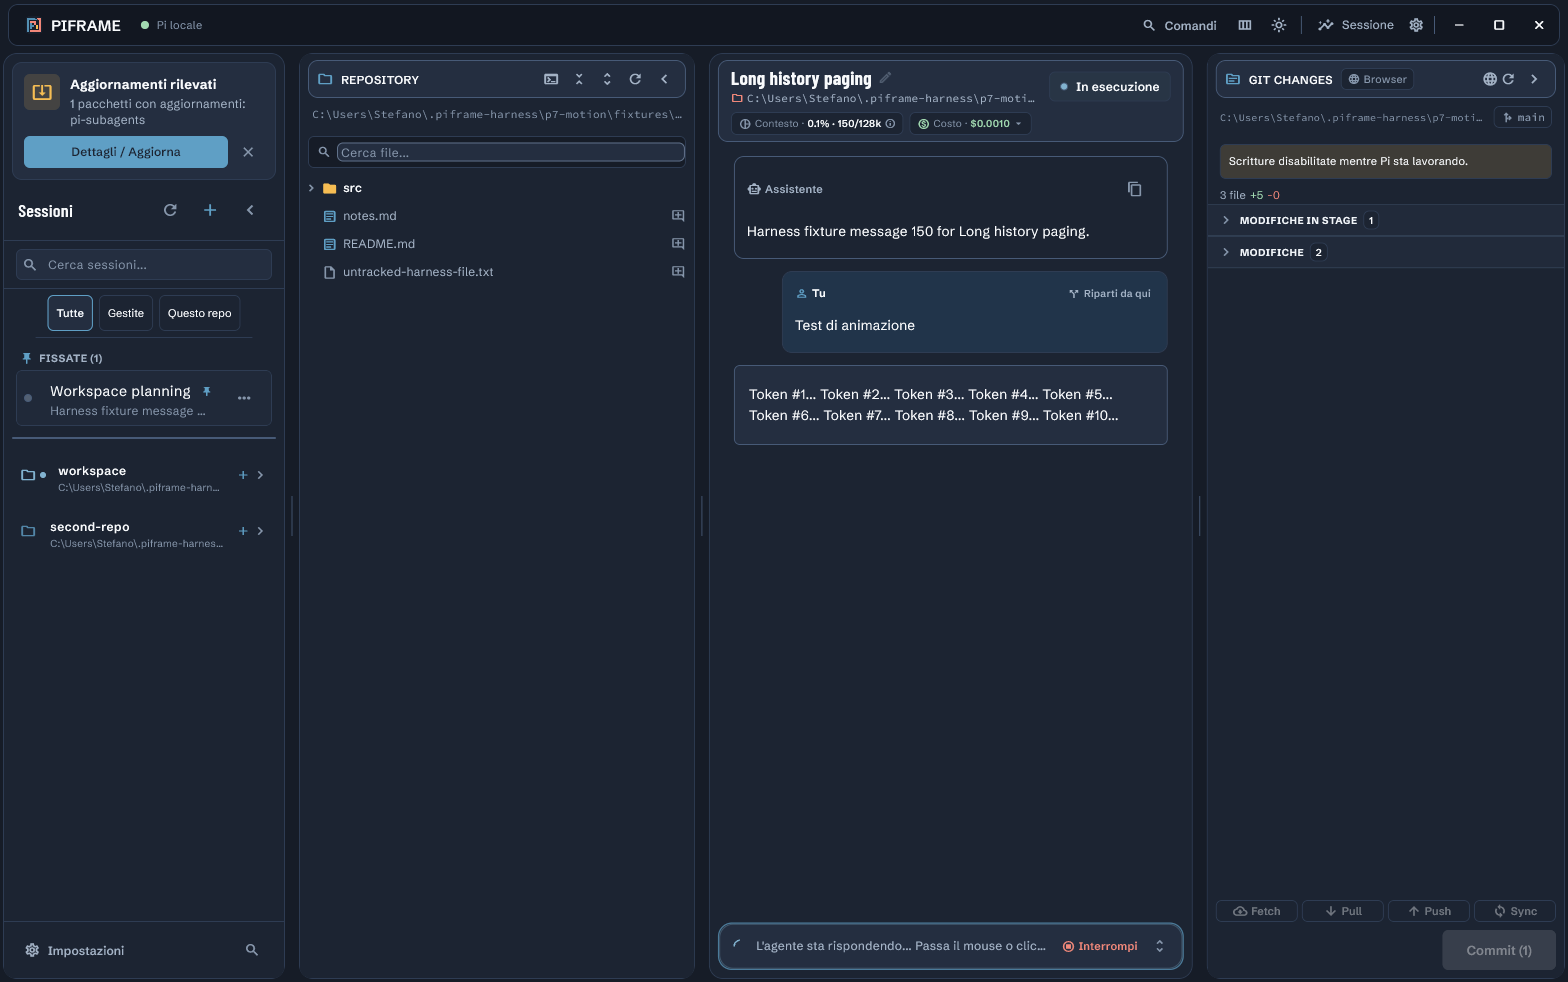 PIFRAME
Pi locale
Comandi
Sessione
Aggiornamenti rilevati
1 pacchetti con aggiornamenti:
pi-subagents
Dettagli / Aggiorna
Sessioni
Cerca sessioni...
Tutte
Gestite
Questo repo
FISSATE (1)
Workspace planning
Harness fixture message ...
workspace
C:\Users\Stefano\.piframe-harn...
second-repo
C:\Users\Stefano\.piframe-harnes...
Impostazioni
REPOSITORY
C:\Users\Stefano\.piframe-harness\p7-motion\fixtures\...
Cerca file...
src
notes.md
README.md
untracked-harness-file.txt
Long history paging
C:\Users\Stefano\.piframe-harness\p7-moti...
In esecuzione
Contesto · 0.1% · 150/128k
Costo · $0.0010
Assistente
Harness fixture message 150 for Long history paging.
Tu
Riparti da qui
Test di animazione
Token #1... Token #2... Token #3... Token #4... Token #5...
Token #6... Token #7... Token #8... Token #9... Token #10...
L'agente sta rispondendo... Passa il mouse o clic...
Interrompi
GIT CHANGES
Browser
C:\Users\Stefano\.piframe-harness\p7-moti...
main
Scritture disabilitate mentre Pi sta lavorando.
3 file +5 -0
MODIFICHE IN STAGE 1
MODIFICHE 2
Fetch
Pull
Push
Sync
Commit (1)